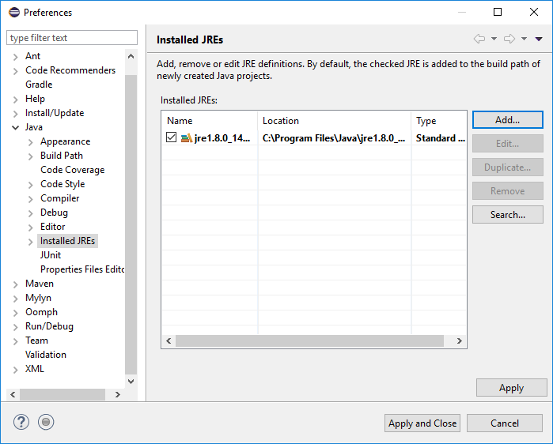 Preferences
type filter text
Ant
Code Recommenders
Gradle
Help
Install/Update
Java
Appearance
Build Path
Code Coverage
Code Style
Compiler
Debug
Editor
Installed JREs
JUnit
Properties Files Edito
Maven
Mylyn
Oomph
Run/Debug
Team
Validation
XML
Installed JREs
Add, remove or edit JRE definitions. By default, the checked JRE is added to the build path of
newly created Java projects.
Installed JREs:
Name Location Type
jre1.8.0_14... C:\Program Files\Java\jre1.8.0_... Standard ...
Add...
Edit...
Duplicate...
Remove
Search...
Apply
Apply and Close Cancel